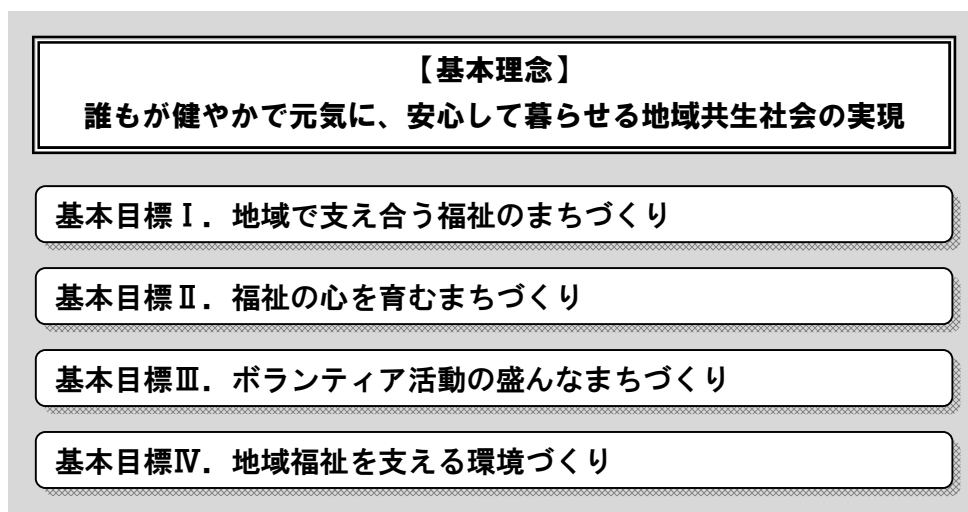 【基本理念】
誰もが健やかで元気に、安心して暮らせる地域共生社会の実現
基本目標Ⅰ．地域で支え合う福祉のまちづくり
基本目標Ⅱ．福祉の心を育むまちづくり
基本目標Ⅲ．ボランティア活動の盛んなまちづくり
基本目標Ⅳ．地域福祉を支える環境づくり